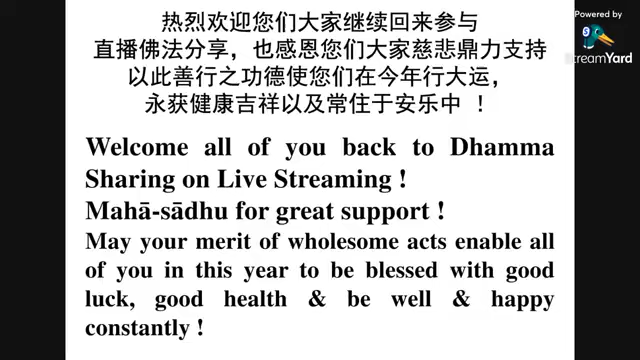 热烈欢迎您们大家继续回来参与
直播佛法分享，也感恩您们大家慈悲鼎力支持
以此善行之功德使您们在今年行大运，
永获健康吉祥以及常住于安乐中 ！
Welcome all of you back to Dhamma
Sharing on Live Streaming !
Mahā-sādhu for great support !
May your merit of wholesome acts enable all
of you in this year to be blessed with good
luck, good health & be well & happy
constantly !
Powered by
StreamYard